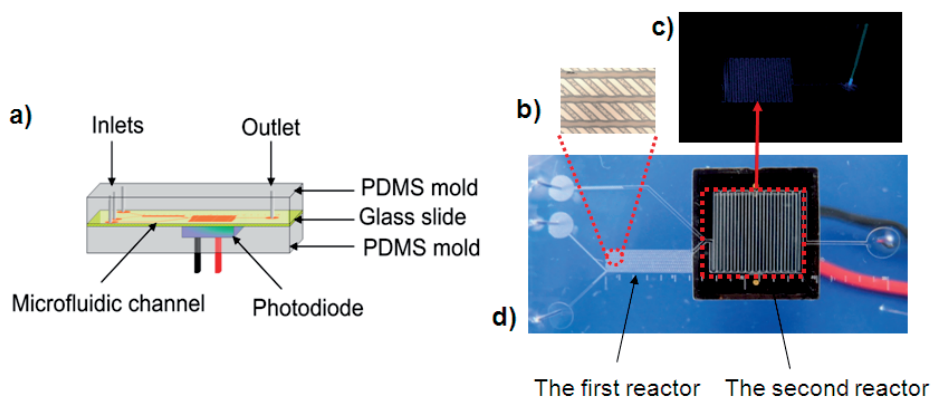 a)
Inlets
Outlet
PDMS mold
Glass slide
PDMS mold
Microfluidic channel
Photodiode
b)
c)
d)
The first reactor
The second reactor